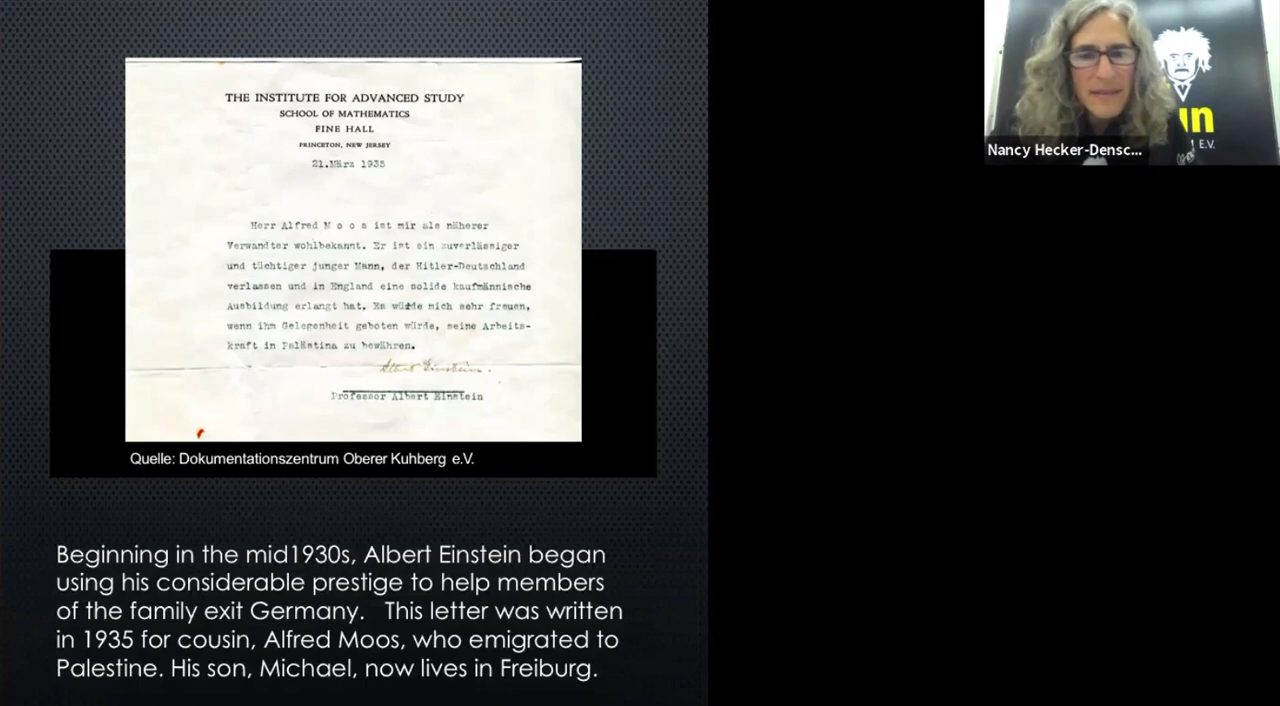 THE INSTITUTE FOR ADVANCED STUDY
SCHOOL OF MATHEMATICS
FINE HALL
PRINCETON, NEW JERSEY
21.März 1935
Herr Alfred M o o s ist mir als näherer
Verwandter wohlbekannt. Er ist ein zuverlässiger
und tüchtiger junger Mann, der Hitler-Deutschland
verlassen und in England eine solide kaufmännische
Ausbildung erlangt hat. Es würde mich sehr freuen,
wenn ihm Gelegenheit geboten würde, seine Arbeits-
kraft in Palästina zu bewähren.
Albert Einstein.
Professor Albert Einstein
Quelle: Dokumentationszentrum Oberer Kuhberg e.V.
Beginning in the mid1930s, Albert Einstein began
using his considerable prestige to help members
of the family exit Germany. This letter was written
in 1935 for cousin, Alfred Moos, who emigrated to
Palestine. His son, Michael, now lives in Freiburg.
E.V.
Nancy Hecker-Densc...